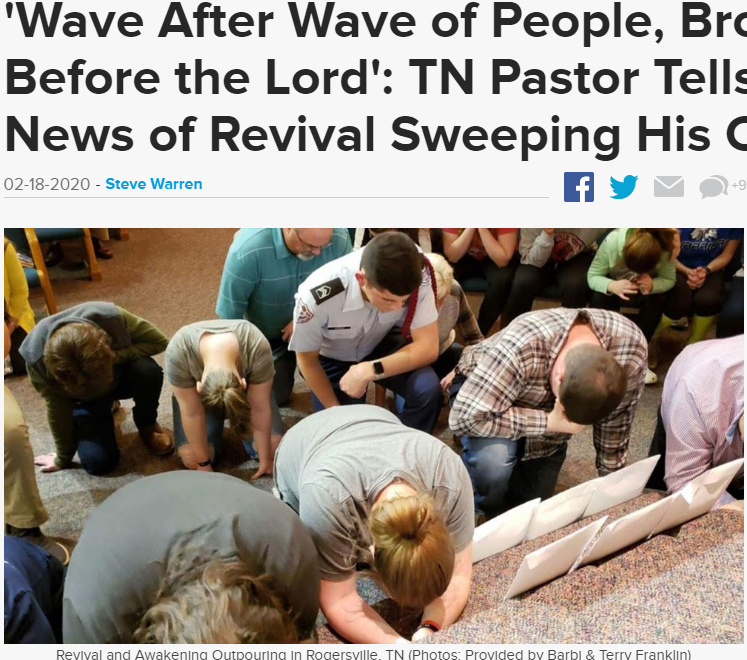 'Wave After Wave of People,
Before the Lord': TN Pastor Tells
News of Revival Sweeping His
02-18-2020 - Steve Warren
+9
Revival and Awakening Outpouring in Rogersville, TN (Photos: Provided by Barbi & Terry Franklin)